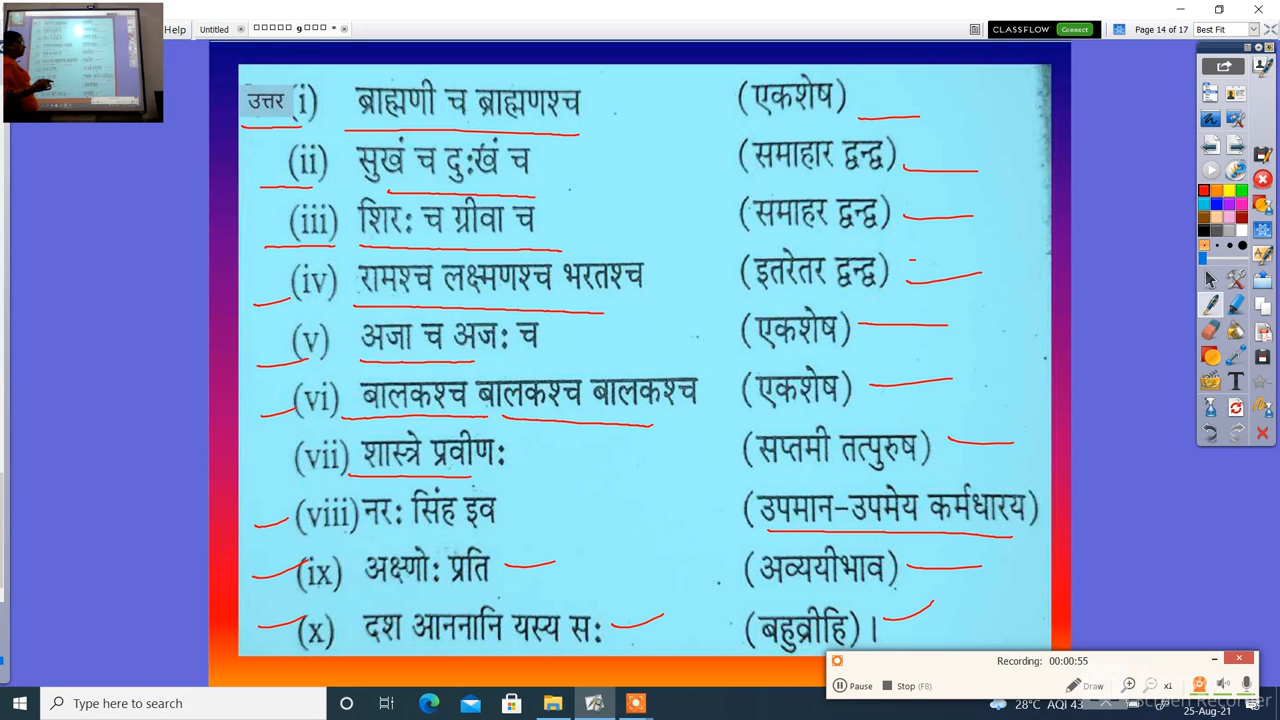 Help Untitled 9 * CLASSFLOW Connect Page 14 of 17 Best Fit
उत्तर (i) ब्राह्मणी च ब्राह्मणश्च (एकशेष)
(ii) सुखं च दुःखं च (समाहार द्वन्द्व)
(iii) शिरः च ग्रीवा च (समाहर द्वन्द्व)
(iv) रामश्च लक्ष्मणश्च भरतश्च (इतरेतर द्वन्द्व)
(v) अजा च अजः च (एकशेष)
(vi) बालकश्च बालकश्च बालकश्च (एकशेष)
(vii) शास्त्रे प्रवीणः (सप्तमी तत्पुरुष)
(viii) नरः सिंह इव (उपमान-उपमेय कर्मधारय)
(ix) अक्ष्णोः प्रति (अव्ययीभाव)
(x) दश आननानि यस्य सः (बहुव्रीहि)।
Recording: 00:00:55
Pause Stop (F8) Draw x1
Type here to search 28°C AQI 43 25-Aug-21